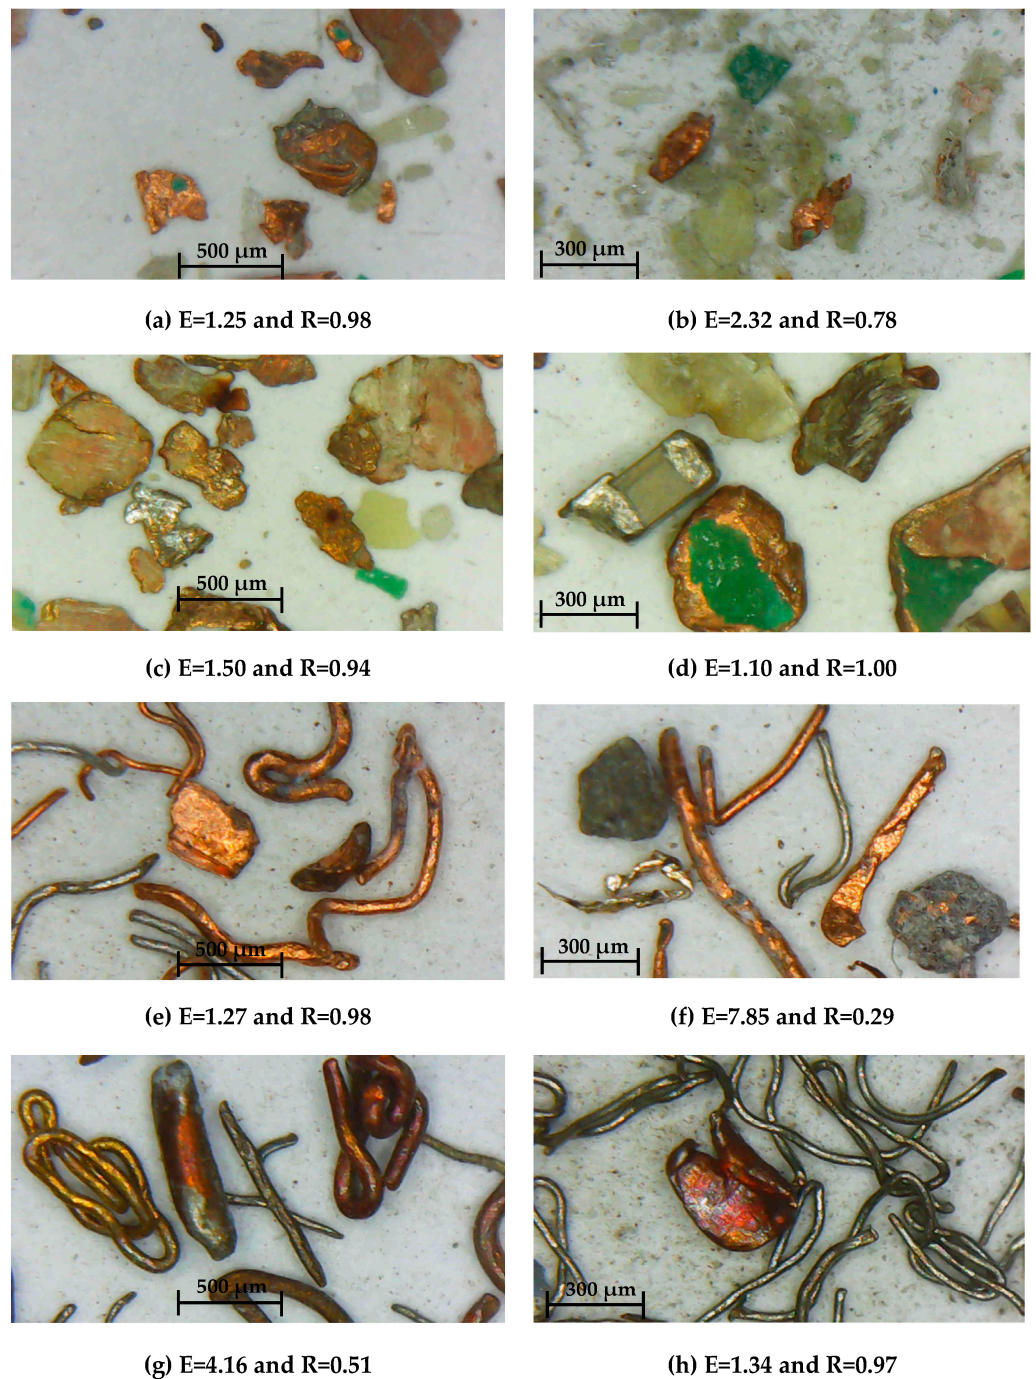 500 μm
300 μm
(a) E=1.25 and R=0.98
(b) E=2.32 and R=0.78
500 μm
300 μm
(c) E=1.50 and R=0.94
(d) E=1.10 and R=1.00
500 μm
300 μm
(e) E=1.27 and R=0.98
(f) E=7.85 and R=0.29
500 μm
300 μm
(g) E=4.16 and R=0.51
(h) E=1.34 and R=0.97